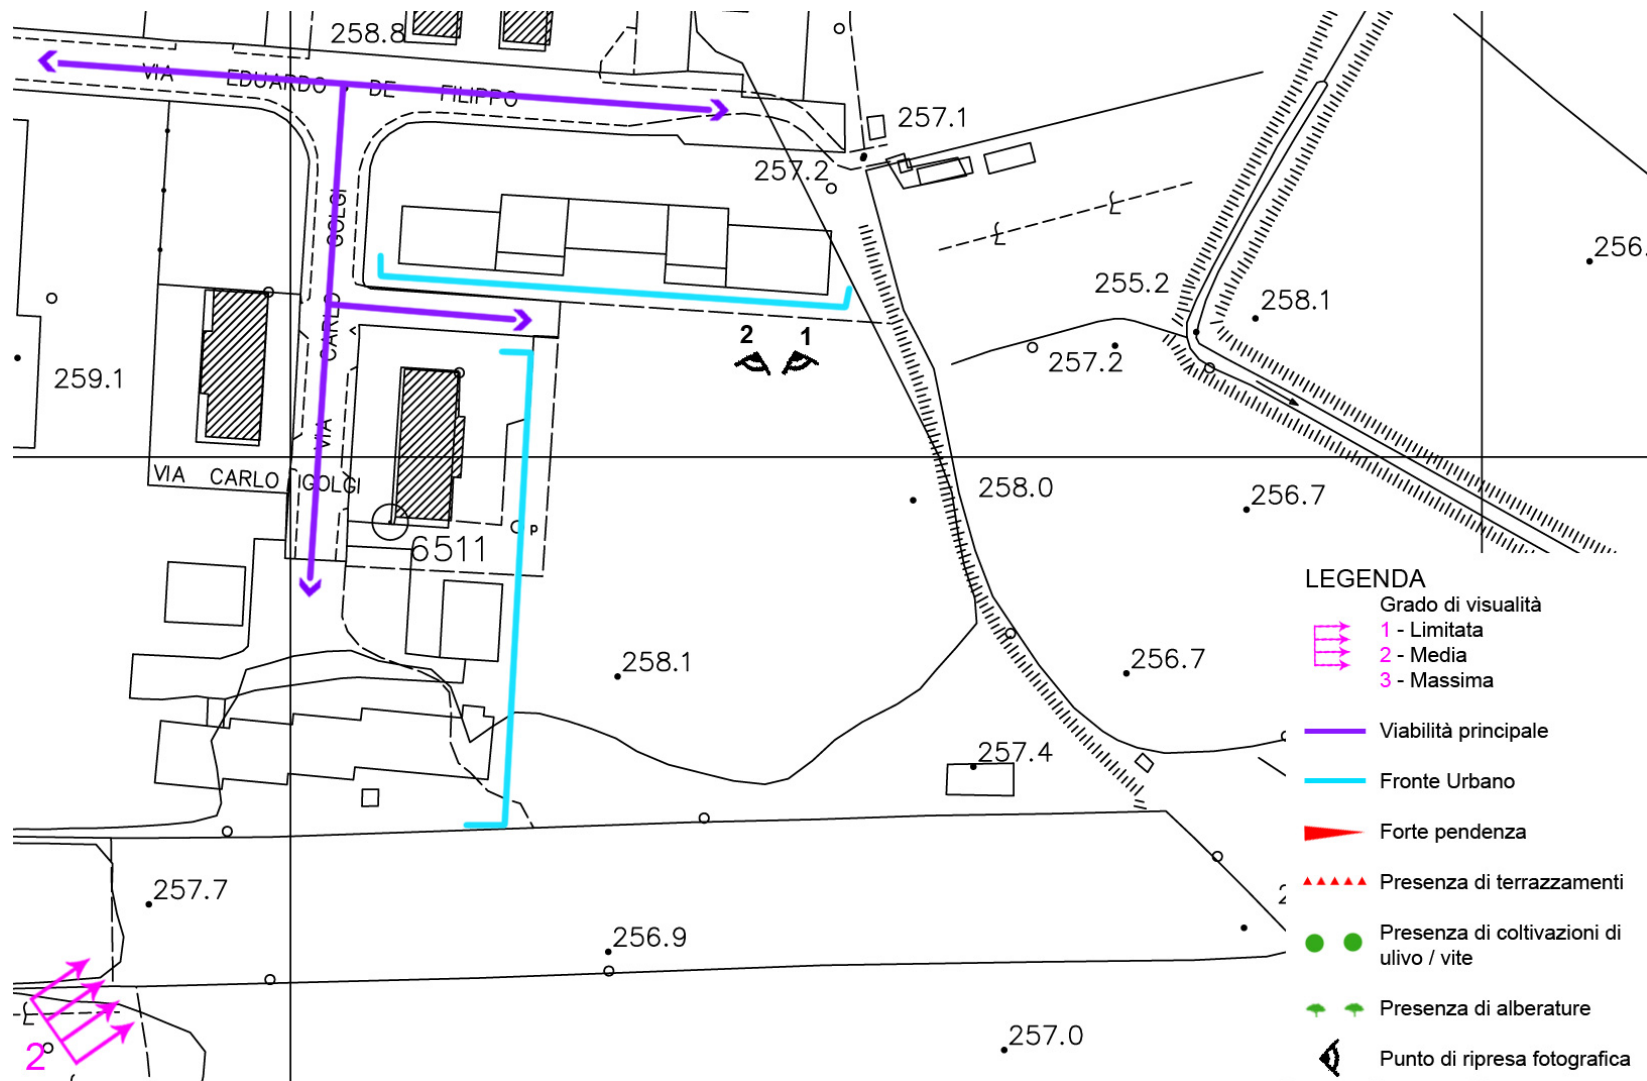 258.8
VIA EDUARDO DE FILIPPO
257.1
257.2
VIA CARLO GOLGI
255.2
258.1
256.
2 1
257.2
259.1
VIA CARLO GOLGI
258.0
256.7
P
6511
258.1
256.7
257.4
257.7
256.9
257.0
2
LEGENDA
Grado di visualità
1 - Limitata
2 - Media
3 - Massima
Viabilità principale
Fronte Urbano
Forte pendenza
Presenza di terrazzamenti
Presenza di coltivazioni di
ulivo / vite
Presenza di alberature
Punto di ripresa fotografica